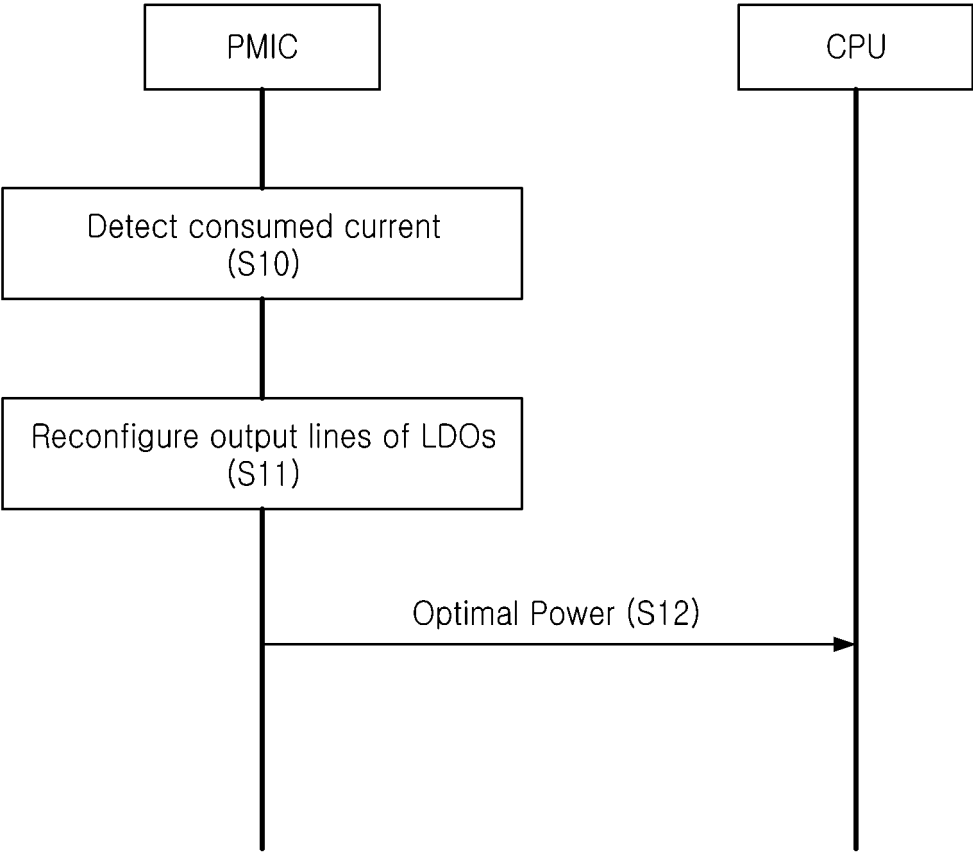 PMIC
CPU
Detect consumed current
(S10)
Reconfigure output lines of LDOs
(S11)
Optimal Power (S12)